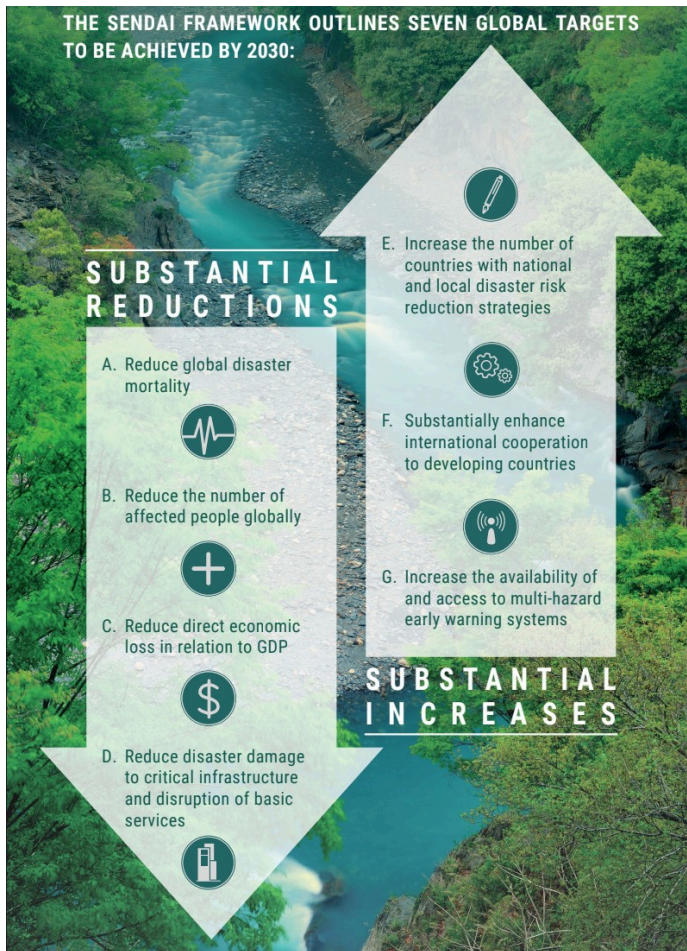 THE SENDAI FRAMEWORK OUTLINES SEVEN GLOBAL TARGETS
TO BE ACHIEVED BY 2030:
SUBSTANTIAL
REDUCTIONS
A. Reduce global disaster
mortality
B. Reduce the number of
affected people globally
C. Reduce direct economic
loss in relation to GDP
$
D. Reduce disaster damage
to critical infrastructure
and disruption of basic
services
E. Increase the number of
countries with national
and local disaster risk
reduction strategies
F. Substantially enhance
international cooperation
to developing countries
G. Increase the availability of
and access to multi-hazard
early warning systems
SUBSTANTIAL
INCREASES